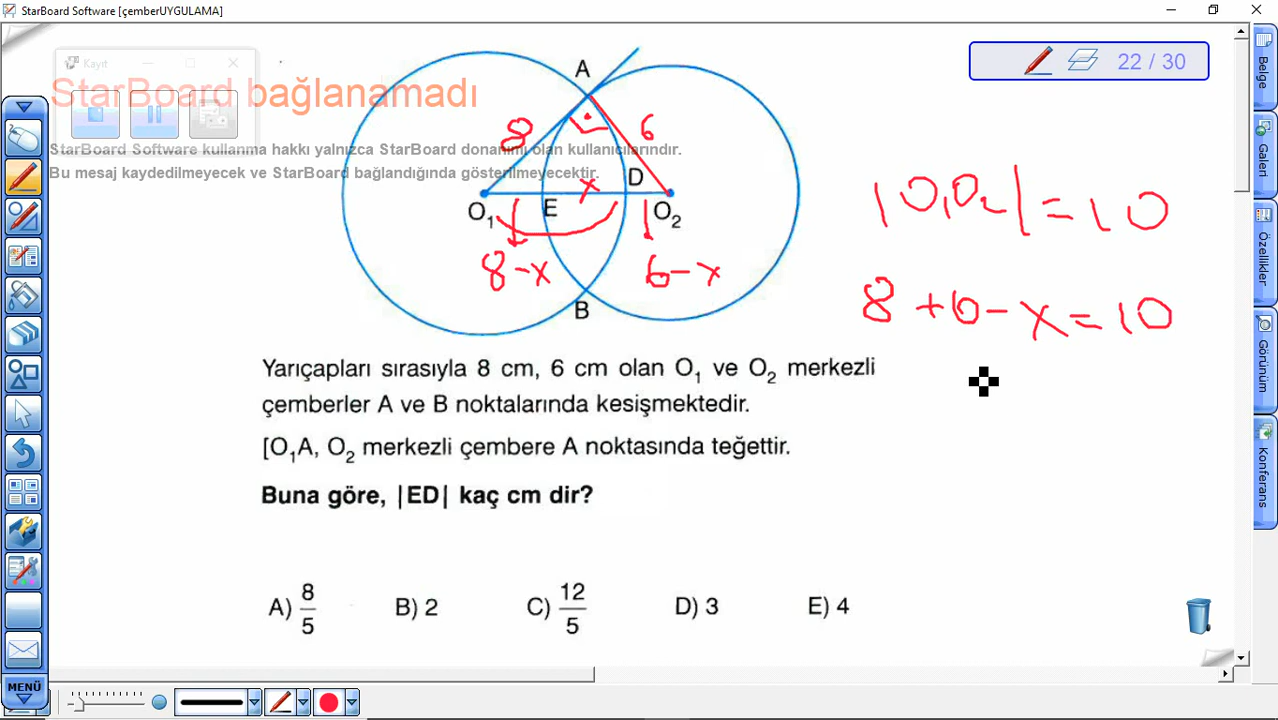 StarBoard Software [çemberUYGULAMA]
Kayıt
StarBoard bağlanamadı
StarBoard Software kullanma hakkı yalnızca StarBoard donanımı olan kullanıcılarındır.
Bu mesaj kaydedilmeyecek ve StarBoard bağlandığında gösterilmeyecektir.
22 / 30
Belge
Galeri
Özellikler
Görünüm
Konferans
A
8
6
x
D
O₁
E
O₂
8-x
6-x
B
|O₁O₂|=10
8+6-x=10
Yarıçapları sırasıyla 8 cm, 6 cm olan O₁ ve O₂ merkezli
çemberler A ve B noktalarında kesişmektedir.
[O₁A, O₂ merkezli çembere A noktasında teğettir.
Buna göre, |ED| kaç cm dir?
A) 8/5 B) 2 C) 12/5 D) 3 E) 4
MENÜ